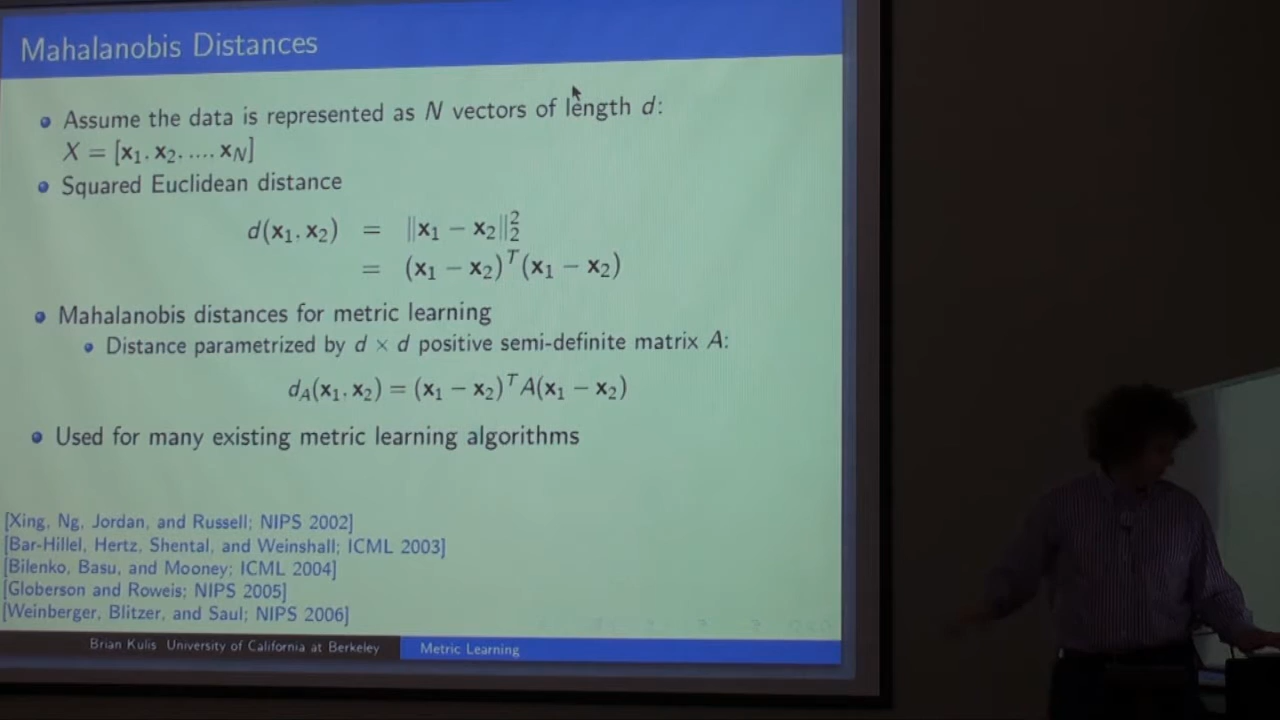 Mahalanobis Distances
Assume the data is represented as N vectors of length d:
X = [x₁, x₂, ..., x_N]
Squared Euclidean distance
d(x₁, x₂) = ‖x₁ − x₂‖₂²
= (x₁ − x₂)ᵀ(x₁ − x₂)
Mahalanobis distances for metric learning
Distance parametrized by d × d positive semi-definite matrix A:
d_A(x₁, x₂) = (x₁ − x₂)ᵀA(x₁ − x₂)
Used for many existing metric learning algorithms
[Xing, Ng, Jordan, and Russell; NIPS 2002]
[Bar-Hillel, Hertz, Shental, and Weinshall; ICML 2003]
[Bilenko, Basu, and Mooney; ICML 2004]
[Globerson and Roweis; NIPS 2005]
[Weinberger, Blitzer, and Saul; NIPS 2006]
Brian Kulis University of California at Berkeley Metric Learning